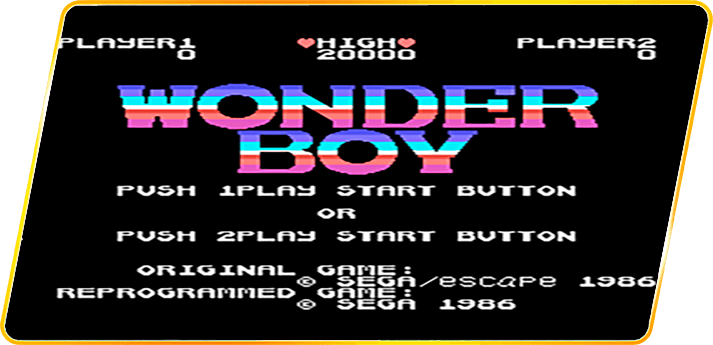 PLAYER1 ♥HIGH♥ PLAYER2
0 20000 0
WONDER
BOY
PUSH 1PLAY START BUTTON
OR
PUSH 2PLAY START BUTTON
ORIGINAL GAME:
© SEGA/escape 1986
REPROGRAMMED GAME:
© SEGA 1986